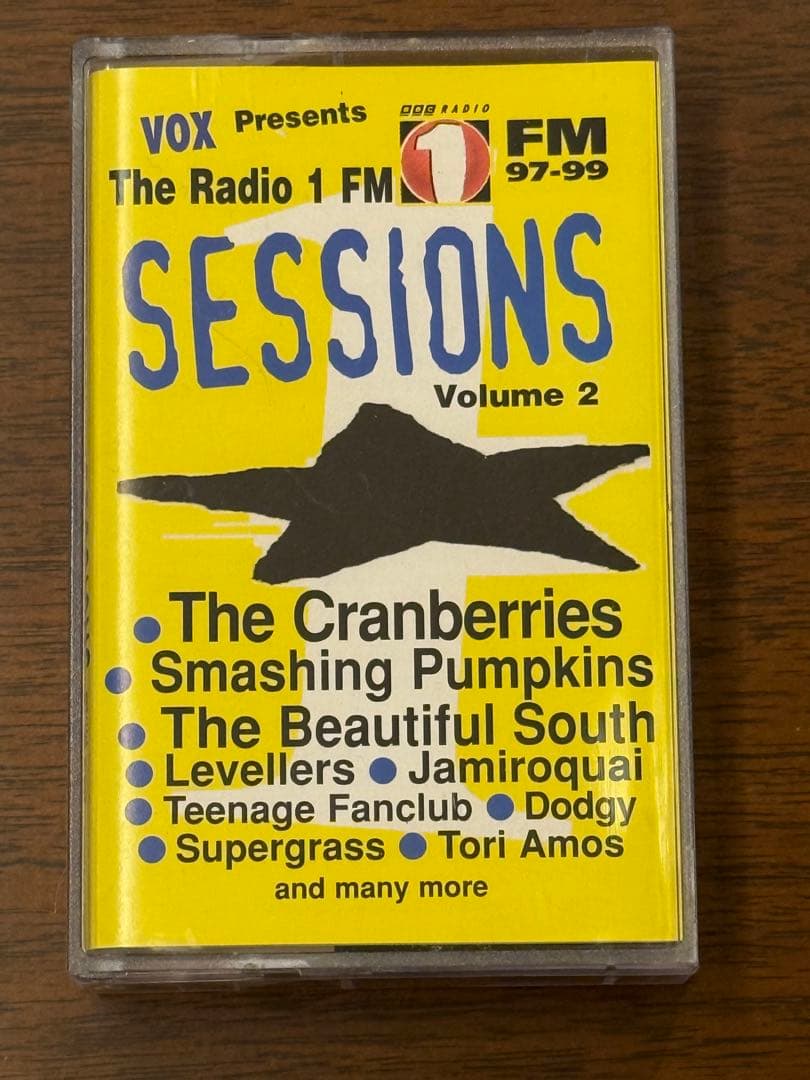 VOX Presents
BBC RADIO
1 FM
97-99
The Radio 1 FM
SESSIONS
Volume 2
• The Cranberries
• Smashing Pumpkins
• The Beautiful South
• Levellers • Jamiroquai
• Teenage Fanclub • Dodgy
• Supergrass • Tori Amos
and many more